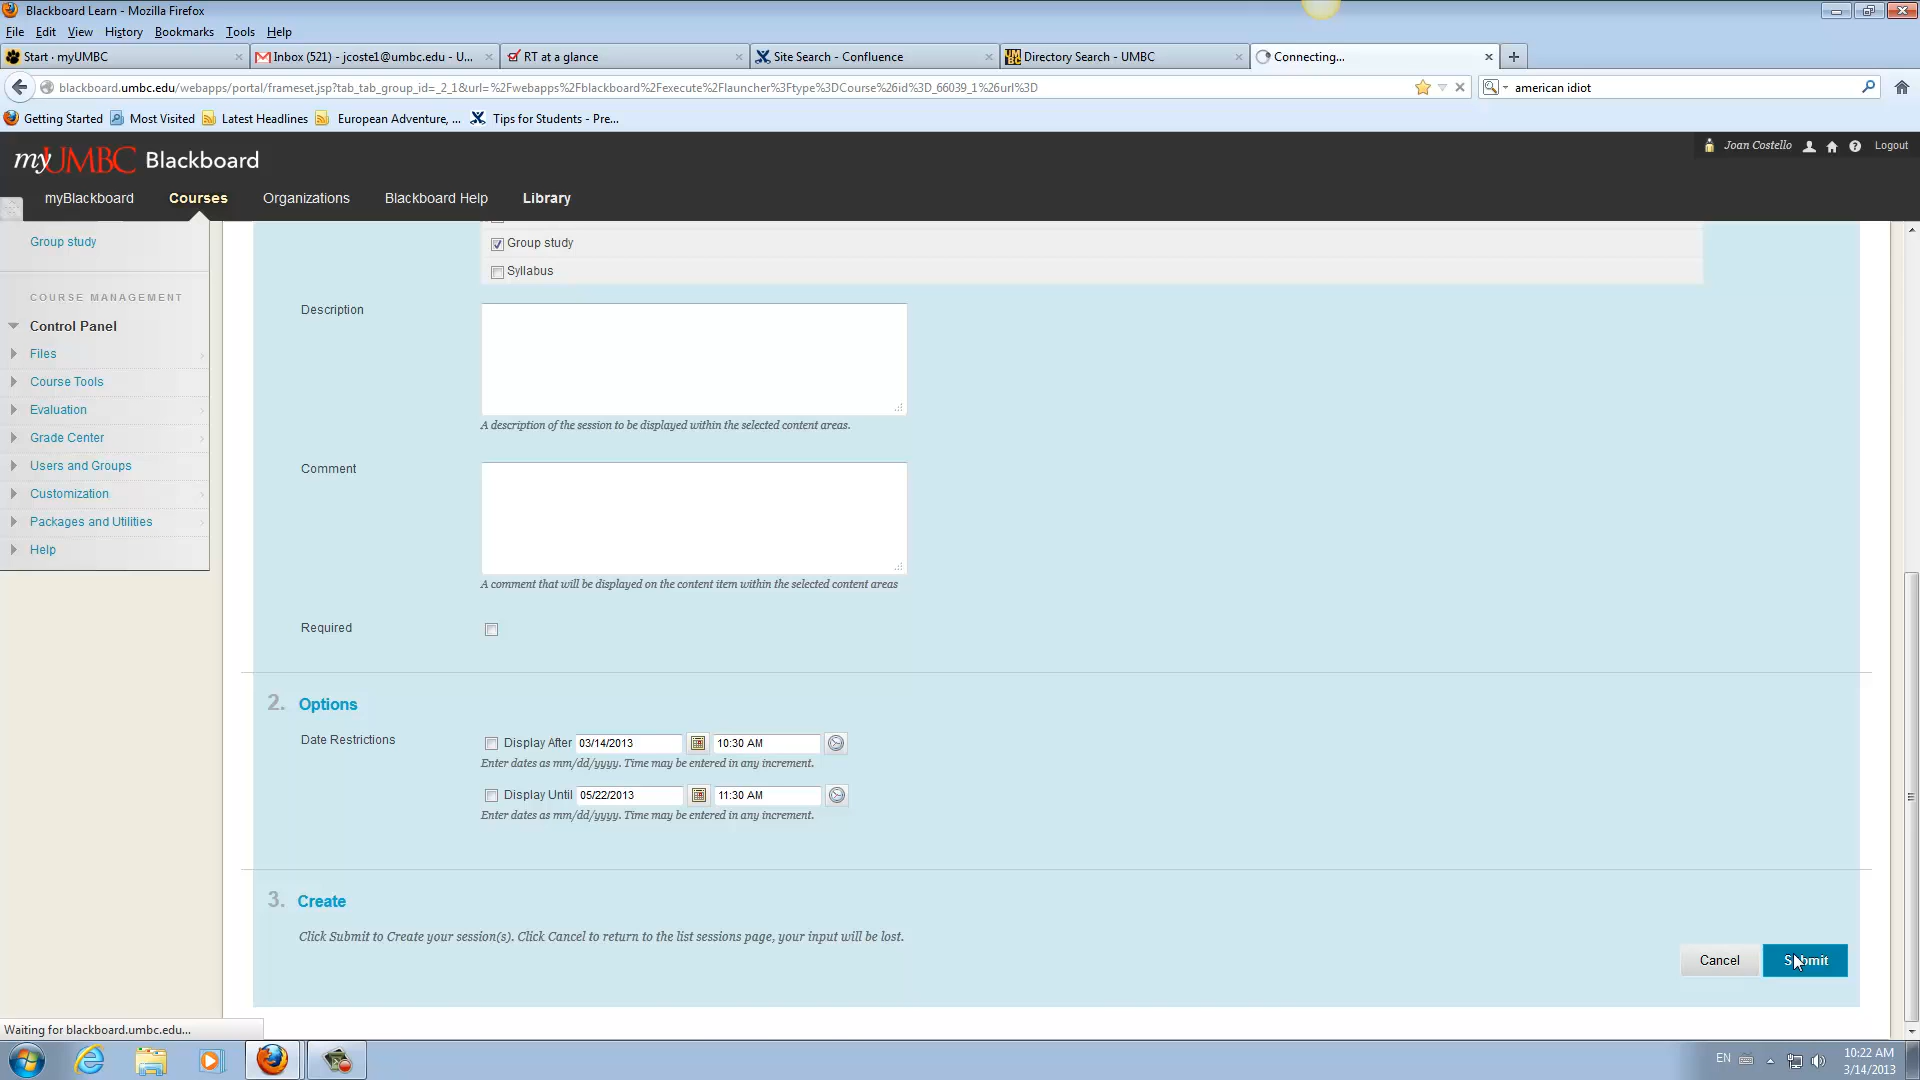 Blackboard Learn - Mozilla Firefox
File Edit View History Bookmarks Tools Help
Start · myUMBC
Inbox (521) - jcoste1@umbc.edu - U...
RT at a glance
Site Search - Confluence
Directory Search - UMBC
Connecting...
blackboard.umbc.edu/webapps/portal/frameset.jsp?tab_tab_group_id=_2_1&url=%2Fwebapps%2Fblackboard%2Fexecute%2Flauncher%3Ftype%3DCourse%26id%3D_66039_1%26url%3D
american idiot
Getting Started Most Visited Latest Headlines European Adventure, ... Tips for Students - Pre...
myUMBC Blackboard
Joan Costello Logout
myBlackboard Courses Organizations Blackboard Help Library
Group study
COURSE MANAGEMENT
Control Panel
Files
Course Tools
Evaluation
Grade Center
Users and Groups
Customization
Packages and Utilities
Help
Group study
Syllabus
Description
A description of the session to be displayed within the selected content areas.
Comment
A comment that will be displayed on the content item within the selected content areas
Required
2. Options
Date Restrictions
Display After 03/14/2013 10:30 AM
Enter dates as mm/dd/yyyy. Time may be entered in any increment.
Display Until 05/22/2013 11:30 AM
Enter dates as mm/dd/yyyy. Time may be entered in any increment.
3. Create
Click Submit to Create your session(s). Click Cancel to return to the list sessions page, your input will be lost.
Cancel Submit
Waiting for blackboard.umbc.edu...
EN
10:22 AM
3/14/2013